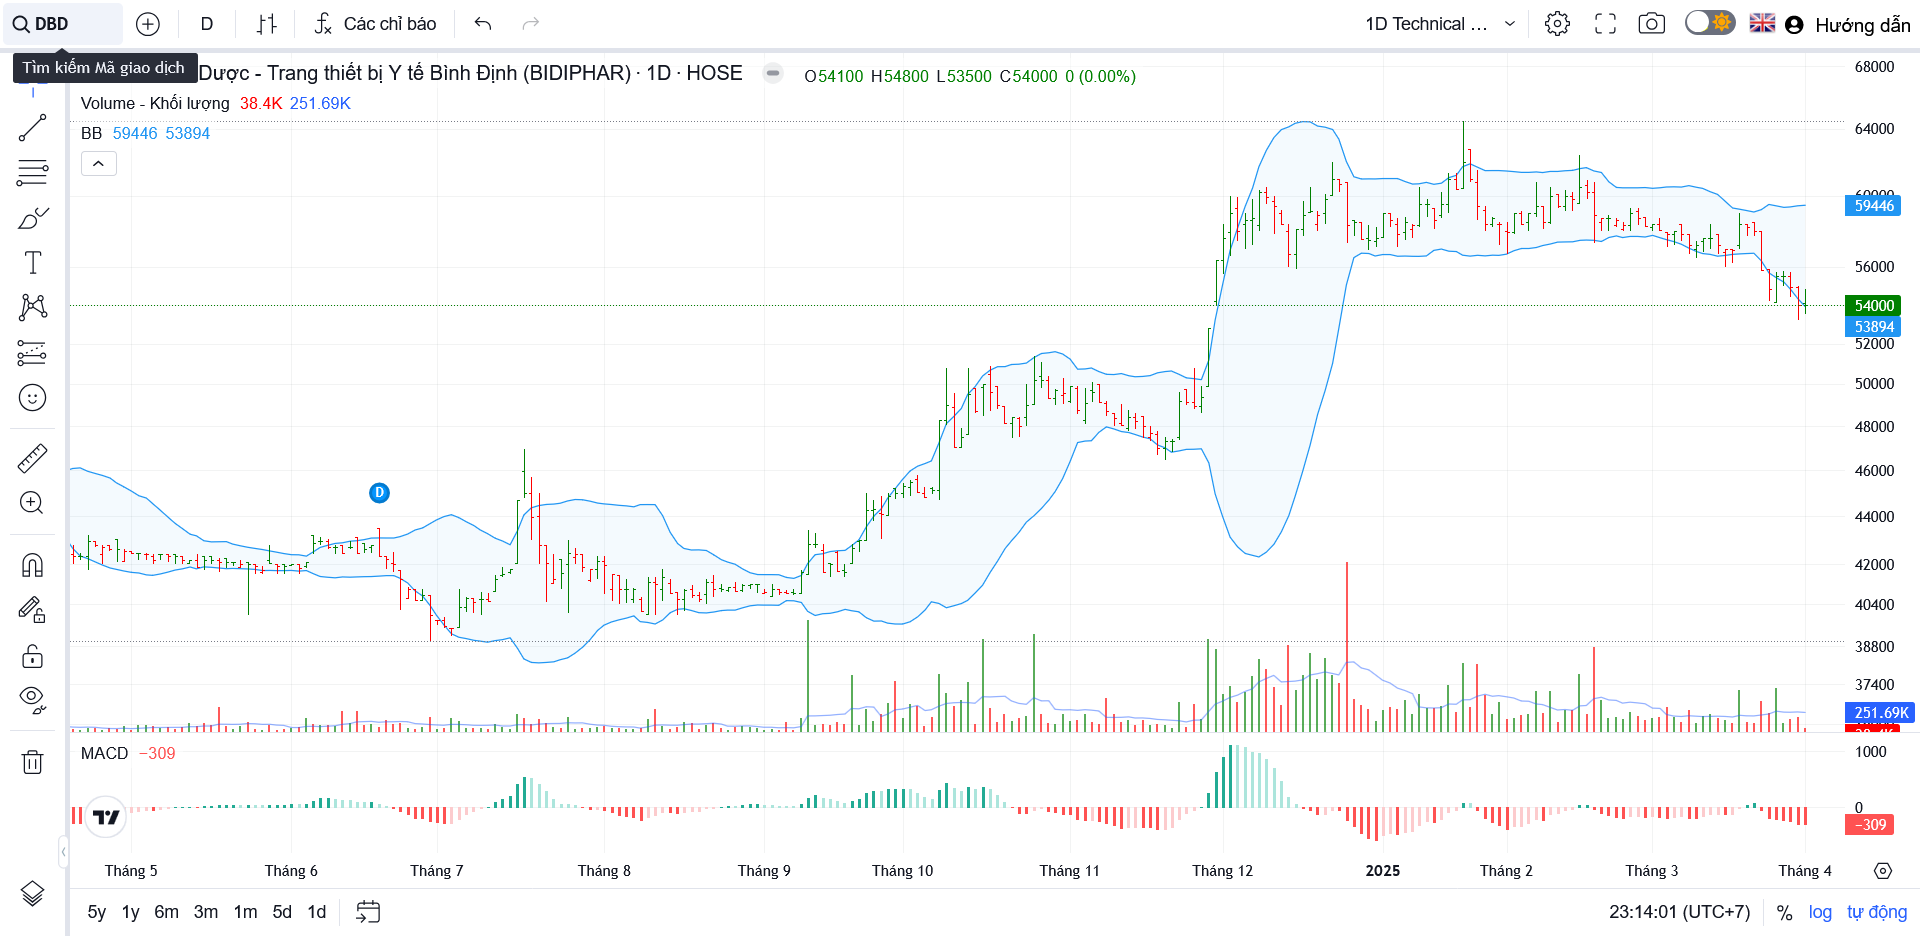 DBD
D
Các chỉ báo
1D Technical ...
Hướng dẫn
Tìm kiếm Mã giao dịch
Dược - Trang thiết bị Y tế Bình Định (BIDIPHAR) · 1D · HOSE
O54100 H54800 L53500 C54000 0 (0.00%)
Volume - Khối lượng 38.4K 251.69K
BB 59446 53894
D
68000
64000
60000
59446
56000
54000
53894
52000
50000
48000
46000
44000
42000
40400
38800
37400
251.69K
38.4K
MACD −309
1000
0
−309
Tháng 5 Tháng 6 Tháng 7 Tháng 8 Tháng 9 Tháng 10 Tháng 11 Tháng 12 2025 Tháng 2 Tháng 3 Tháng 4
5y 1y 6m 3m 1m 5d 1d
23:14:01 (UTC+7) % log tự động